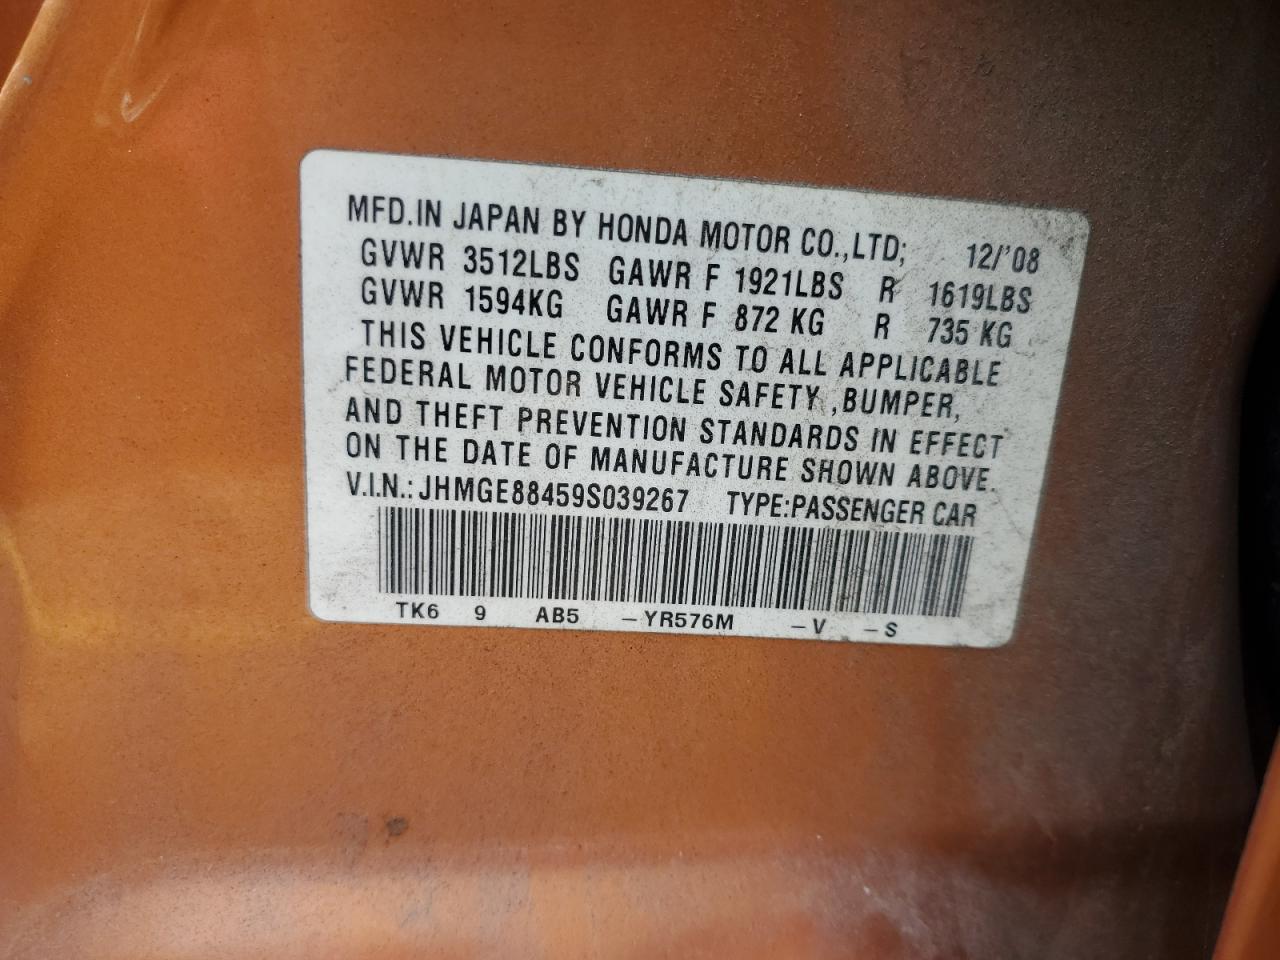 MFD.IN JAPAN BY HONDA MOTOR CO.,LTD; 12/'08
GVWR 3512LBS GAWR F 1921LBS R 1619LBS
GVWR 1594KG GAWR F 872 KG R 735 KG
THIS VEHICLE CONFORMS TO ALL APPLICABLE
FEDERAL MOTOR VEHICLE SAFETY ,BUMPER,
AND THEFT PREVENTION STANDARDS IN EFFECT
ON THE DATE OF MANUFACTURE SHOWN ABOVE.
V.I.N.: JHMGE88459S039267 TYPE:PASSENGER CAR
TK6 9 AB5 –YR576M –V –S